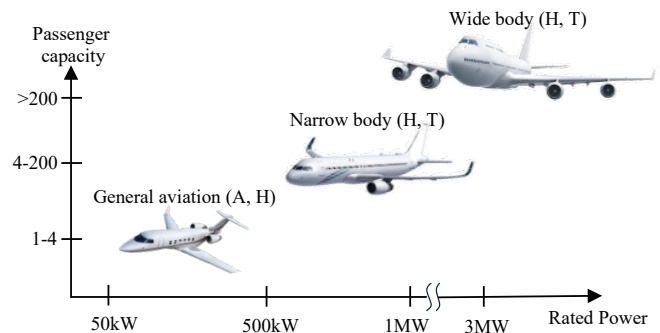 Wide body (H, T)
Passenger
capacity
>200
Narrow body (H, T)
4-200
General aviation (A, H)
1-4
50kW
500kW
1MW
3MW
Rated Power